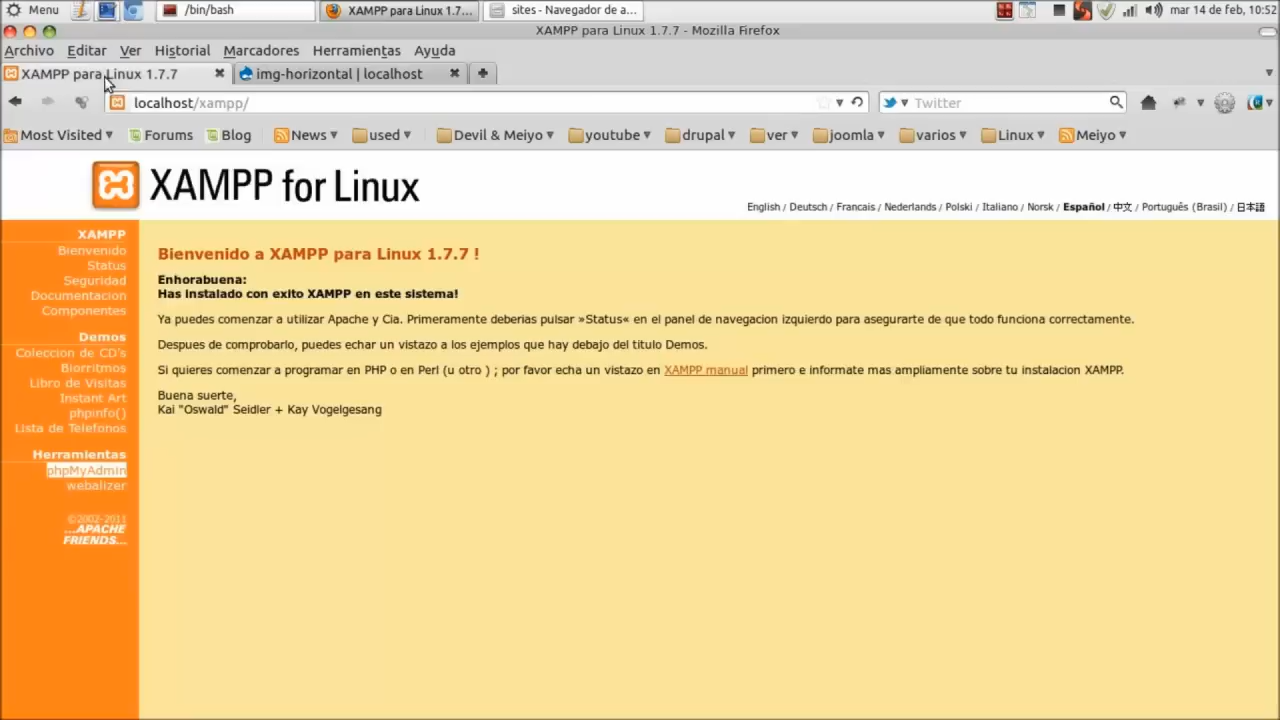 Menu /bin/bash XAMPP para Linux 1.7.... sites - Navegador de a... mar 14 de feb, 10:52
XAMPP para Linux 1.7.7 - Mozilla Firefox
Archivo Editar Ver Historial Marcadores Herramientas Ayuda
XAMPP para Linux 1.7.7 img-horizontal | localhost
localhost/xampp/ Twitter
Most Visited Forums Blog News used Devil & Meiyo youtube drupal ver joomla varios Linux Meiyo
XAMPP for Linux
English / Deutsch / Francais / Nederlands / Polski / Italiano / Norsk / Español / 中文 / Português (Brasil) / 日本語
XAMPP
Bienvenido
Status
Seguridad
Documentacion
Componentes
Demos
Coleccion de CD's
Biorritmos
Libro de Visitas
Instant Art
phpinfo()
Lista de Telefonos
Herramientas
phpMyAdmin
webalizer
©2002-2011
...APACHE
FRIENDS...
Bienvenido a XAMPP para Linux 1.7.7 !
Enhorabuena:
Has instalado con exito XAMPP en este sistema!
Ya puedes comenzar a utilizar Apache y Cia. Primeramente deberias pulsar »Status« en el panel de navegacion izquierdo para asegurarte de que todo funciona correctamente.
Despues de comprobarlo, puedes echar un vistazo a los ejemplos que hay debajo del titulo Demos.
Si quieres comenzar a programar en PHP o en Perl (u otro ) ; por favor echa un vistazo en XAMPP manual primero e informate mas ampliamente sobre tu instalacion XAMPP.
Buena suerte,
Kai "Oswald" Seidler + Kay Vogelgesang